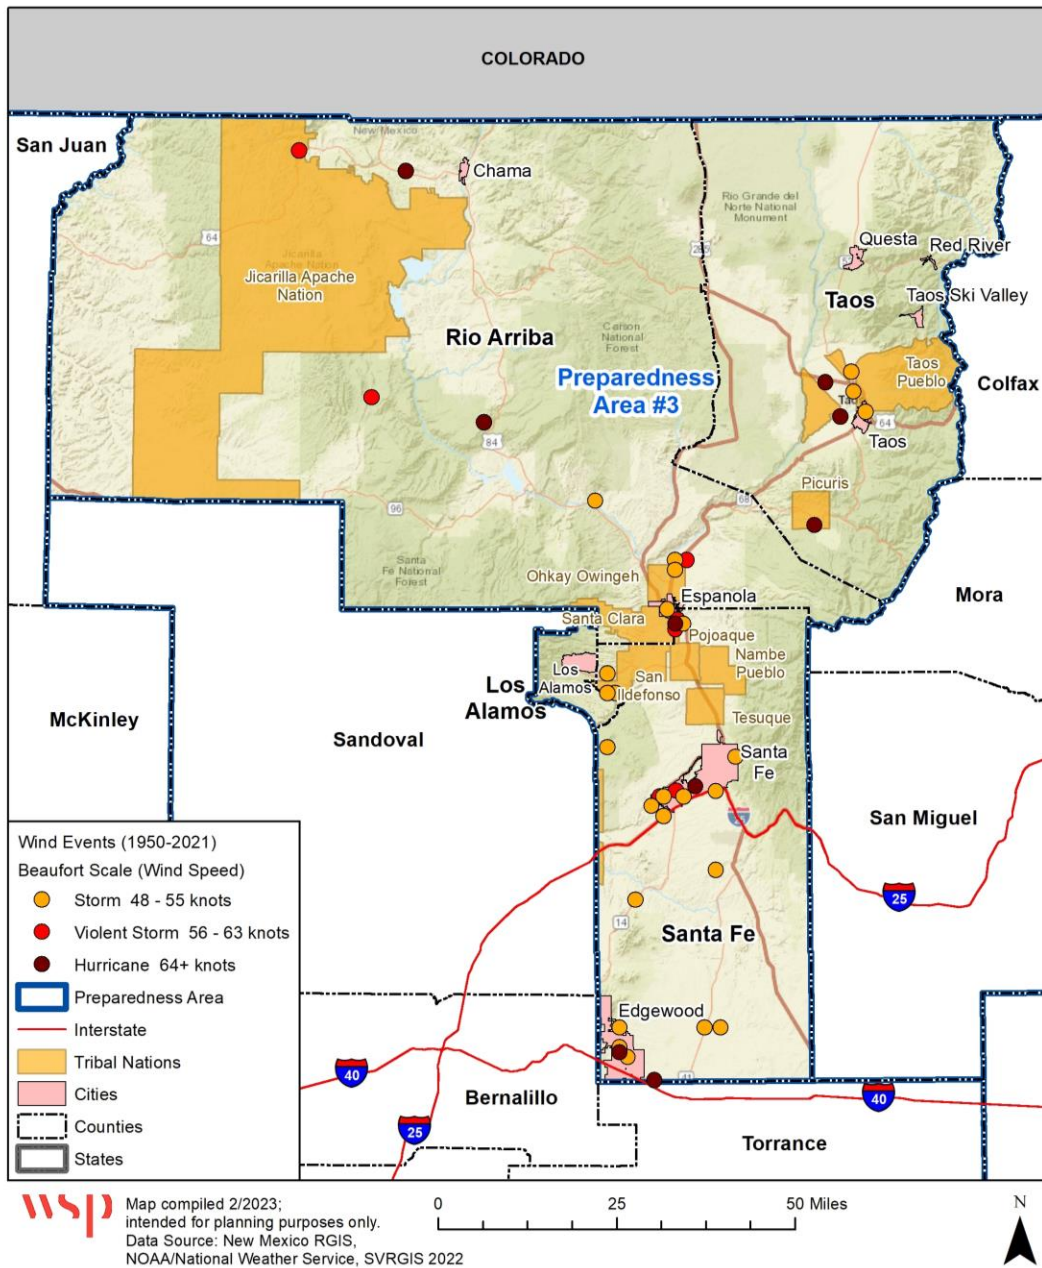 COLORADO
San Juan
New Mexico
Chama
64
Jicarilla
Apache Nation
Jicarilla Apache
Nation
Rio Grande del
Norte National
Monument
285
Questa
Red River
Taos
Taos Ski Valley
Rio Arriba
Carson
National
Forest
Preparedness
Area #3
Taos
Pueblo
Colfax
Tao
84
64
Taos
Picuris
68
96
Santa
Fe National
Forest
Ohkay Owingeh
Espanola
Mora
Santa Clara
Pojoaque
Nambe
Pueblo
Los
Alamos
San
Ildefonso
Los
Alamos
McKinley
Sandoval
Tesuque
Santa
Fe
San Miguel
25
14
Santa Fe
Edgewood
41
40
Bernalillo
25
40
Torrance
Wind Events (1950-2021)
Beaufort Scale (Wind Speed)
Storm 48 - 55 knots
Violent Storm 56 - 63 knots
Hurricane 64+ knots
Preparedness Area
Interstate
Tribal Nations
Cities
Counties
States
wsp
Map compiled 2/2023;
intended for planning purposes only.
Data Source: New Mexico RGIS,
NOAA/National Weather Service, SVRGIS 2022
0 25 50 Miles
N